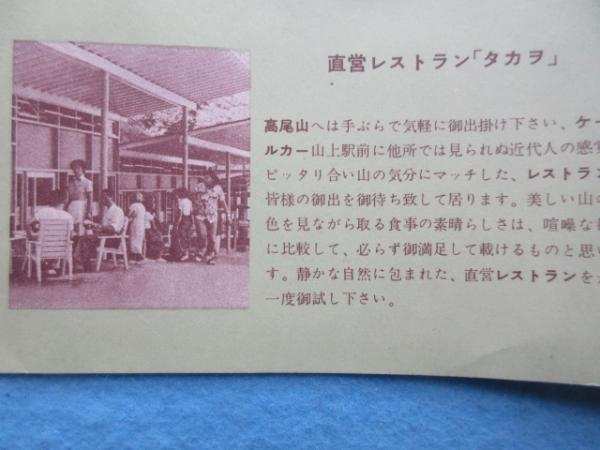 直営レストラン「タカヲ」
高尾山へは手ぶらで気軽に御出掛け下さい、ケー
ルカー山上駅前に他所では見られぬ近代人の感覚
ピッタリ合い山の気分にマッチした、レストラン
皆様の御出を御待ち致して居ります。美しい山の
色を見ながら取る食事の素晴らしさは、喧噪な
に比較して、必らず御満足して載けるものと思い
す。静かな自然に包まれた、直営レストランを
一度御試し下さい。